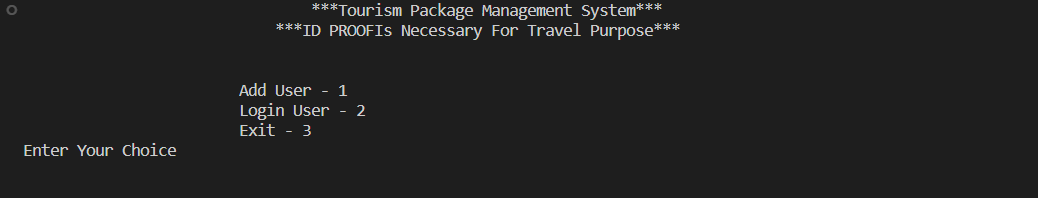 ***Tourism Package Management System***
***ID PROOFIs Necessary For Travel Purpose***
Add User - 1
Login User - 2
Exit - 3
Enter Your Choice